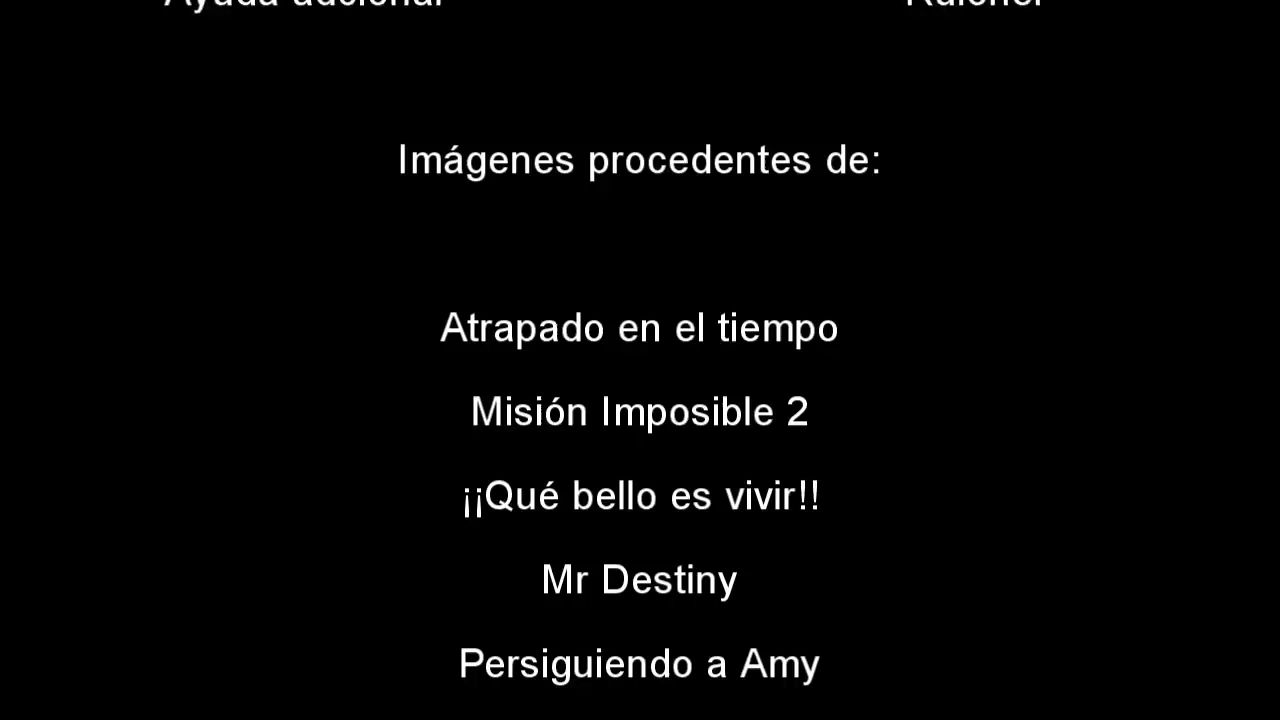 Imágenes procedentes de:
Atrapado en el tiempo
Misión Imposible 2
¡¡Qué bello es vivir!!
Mr Destiny
Persiguiendo a Amy